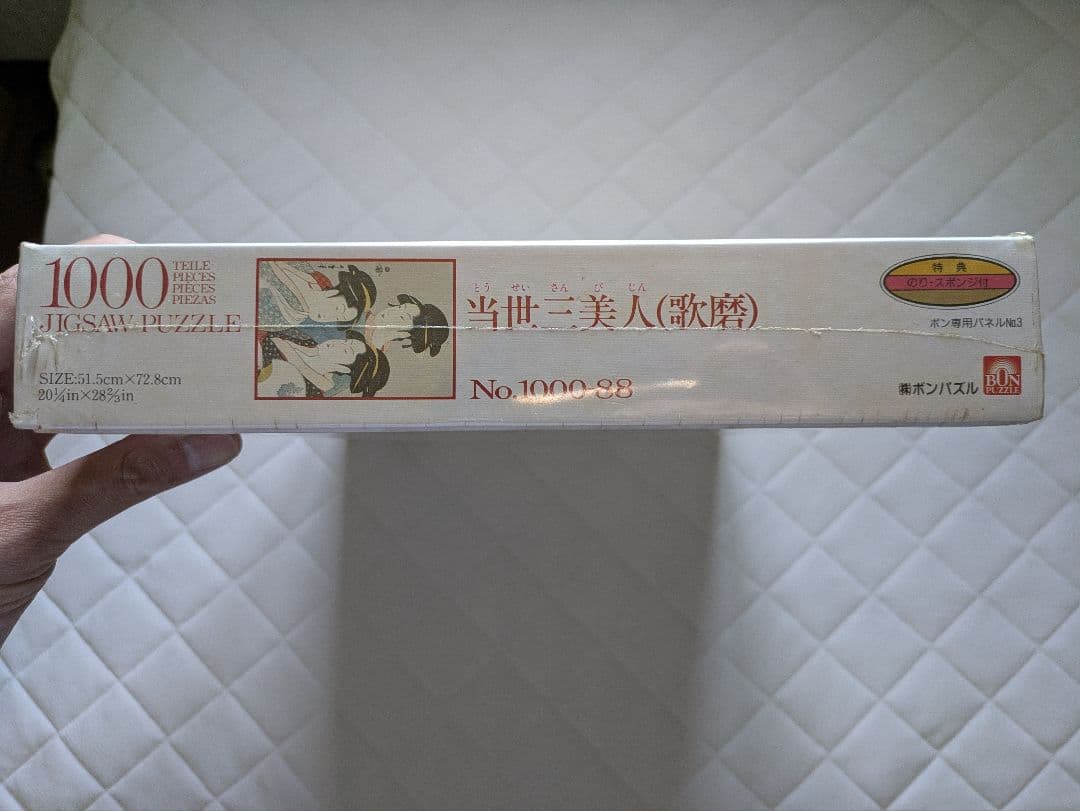 1000
TEILE
PIECES
PIÈCES
PIEZAS
JIGSAW PUZZLE
SIZE:51.5cm×72.8cm
20¼in×28⅔in
とうせいさんびじん
当世三美人(歌磨)
No.1000-88
特典
のり・スポンジ付
ボン専用パネルNo.3
㈱ボンパズル
BON
PUZZLE